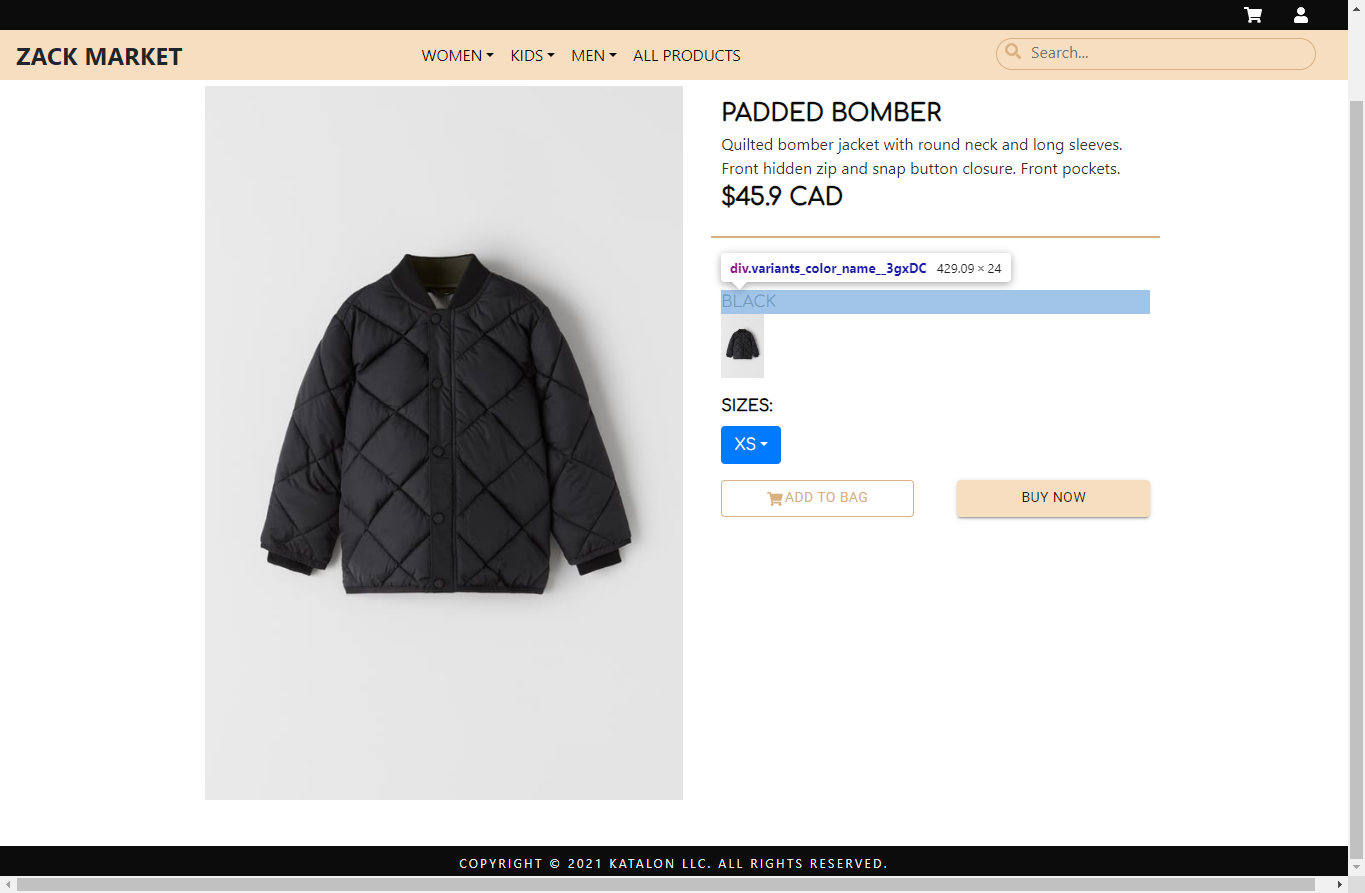 ZACK MARKET
WOMEN KIDS MEN ALL PRODUCTS
Search...
PADDED BOMBER
Quilted bomber jacket with round neck and long sleeves.
Front hidden zip and snap button closure. Front pockets.
$45.9 CAD
div.variants_color_name__3gxDC 429.09 × 24
BLACK
SIZES:
XS
ADD TO BAG
BUY NOW
COPYRIGHT © 2021 KATALON LLC. ALL RIGHTS RESERVED.